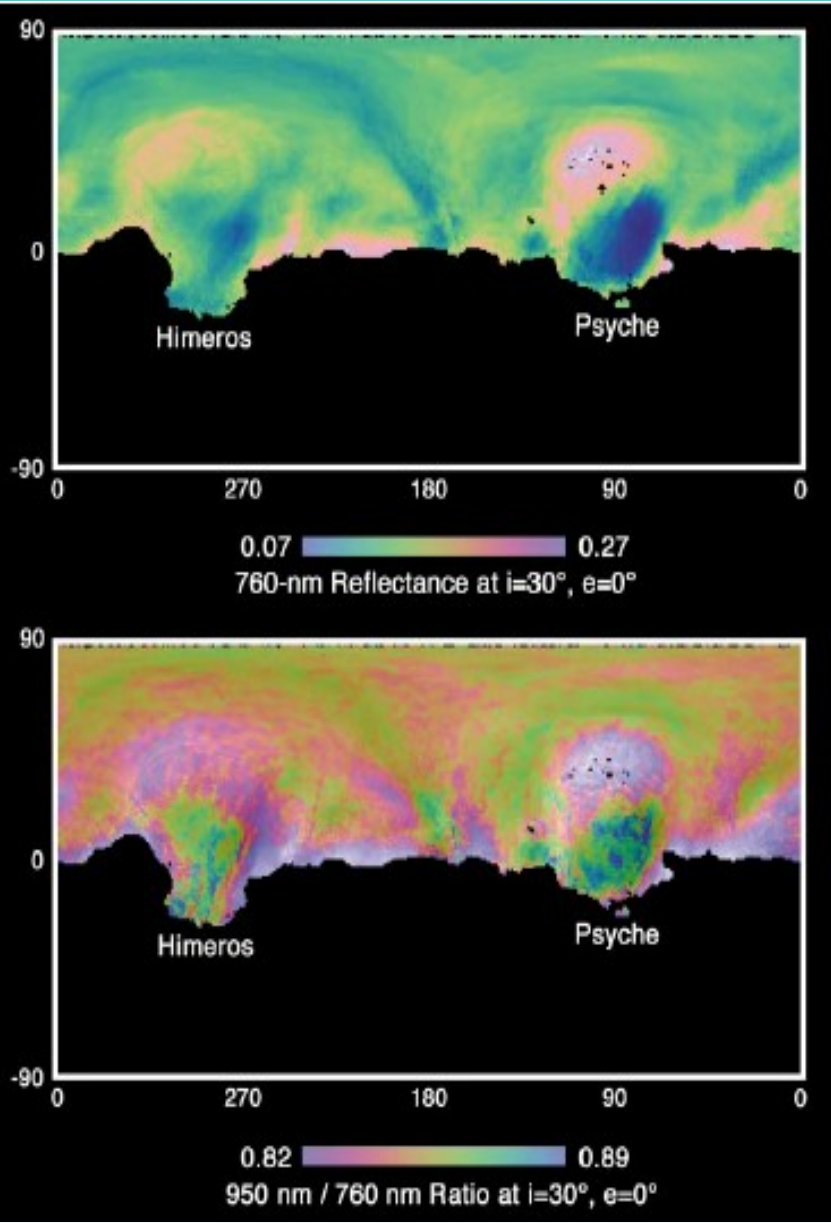 90
0
Himeros Psyche
-90
0 270 180 90 0
0.07 0.27
760-nm Reflectance at i=30°, e=0°
90
0
Himeros Psyche
-90
0 270 180 90 0
0.82 0.89
950 nm / 760 nm Ratio at i=30°, e=0°